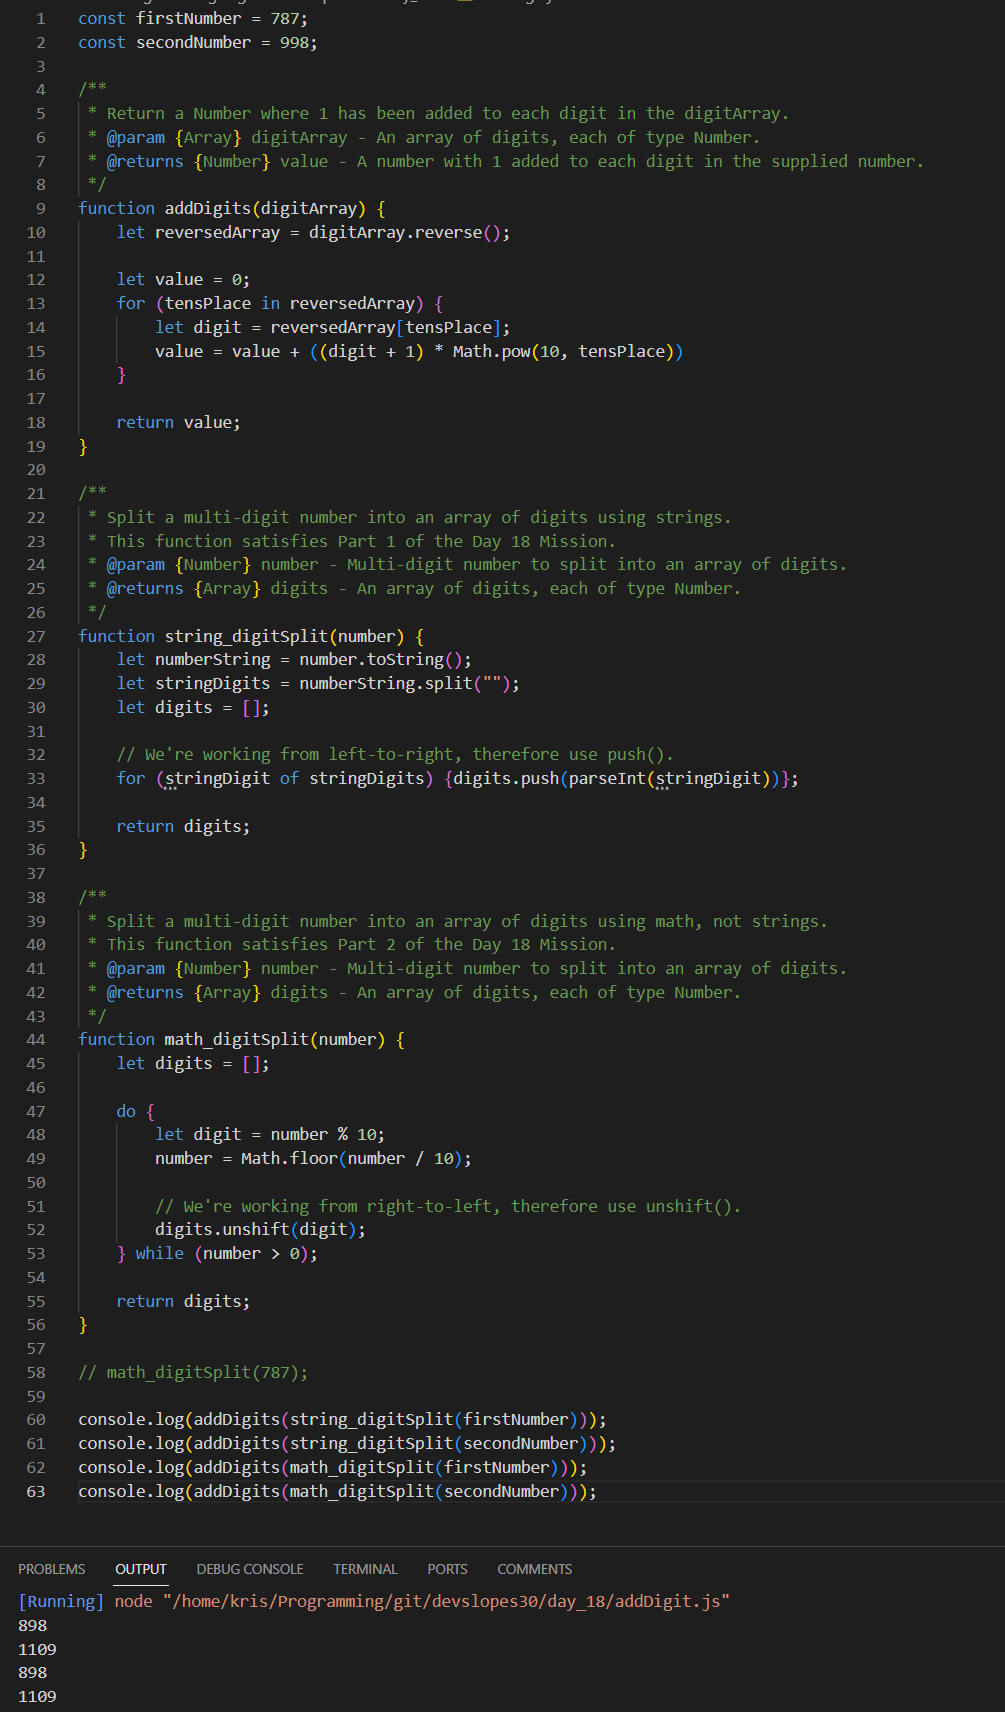 1 const firstNumber = 787;
2 const secondNumber = 998;
3
4 /**
5  * Return a Number where 1 has been added to each digit in the digitArray.
6  * @param {Array} digitArray - An array of digits, each of type Number.
7  * @returns {Number} value - A number with 1 added to each digit in the supplied number.
8  */
9 function addDigits(digitArray) {
10     let reversedArray = digitArray.reverse();
11
12     let value = 0;
13     for (tensPlace in reversedArray) {
14         let digit = reversedArray[tensPlace];
15         value = value + ((digit + 1) * Math.pow(10, tensPlace))
16     }
17
18     return value;
19 }
20
21 /**
22  * Split a multi-digit number into an array of digits using strings.
23  * This function satisfies Part 1 of the Day 18 Mission.
24  * @param {Number} number - Multi-digit number to split into an array of digits.
25  * @returns {Array} digits - An array of digits, each of type Number.
26  */
27 function string_digitSplit(number) {
28     let numberString = number.toString();
29     let stringDigits = numberString.split("");
30     let digits = [];
31
32     // We're working from left-to-right, therefore use push().
33     for (stringDigit of stringDigits) {digits.push(parseInt(stringDigit))};
34
35     return digits;
36 }
37
38 /**
39  * Split a multi-digit number into an array of digits using math, not strings.
40  * This function satisfies Part 2 of the Day 18 Mission.
41  * @param {Number} number - Multi-digit number to split into an array of digits.
42  * @returns {Array} digits - An array of digits, each of type Number.
43  */
44 function math_digitSplit(number) {
45     let digits = [];
46
47     do {
48         let digit = number % 10;
49         number = Math.floor(number / 10);
50
51         // We're working from right-to-left, therefore use unshift().
52         digits.unshift(digit);
53     } while (number > 0);
54
55     return digits;
56 }
57
58 // math_digitSplit(787);
59
60 console.log(addDigits(string_digitSplit(firstNumber)));
61 console.log(addDigits(string_digitSplit(secondNumber)));
62 console.log(addDigits(math_digitSplit(firstNumber)));
63 console.log(addDigits(math_digitSplit(secondNumber)));
PROBLEMS OUTPUT DEBUG CONSOLE TERMINAL PORTS COMMENTS
[Running] node "/home/kris/Programming/git/devslopes30/day_18/addDigit.js"
898
1109
898
1109